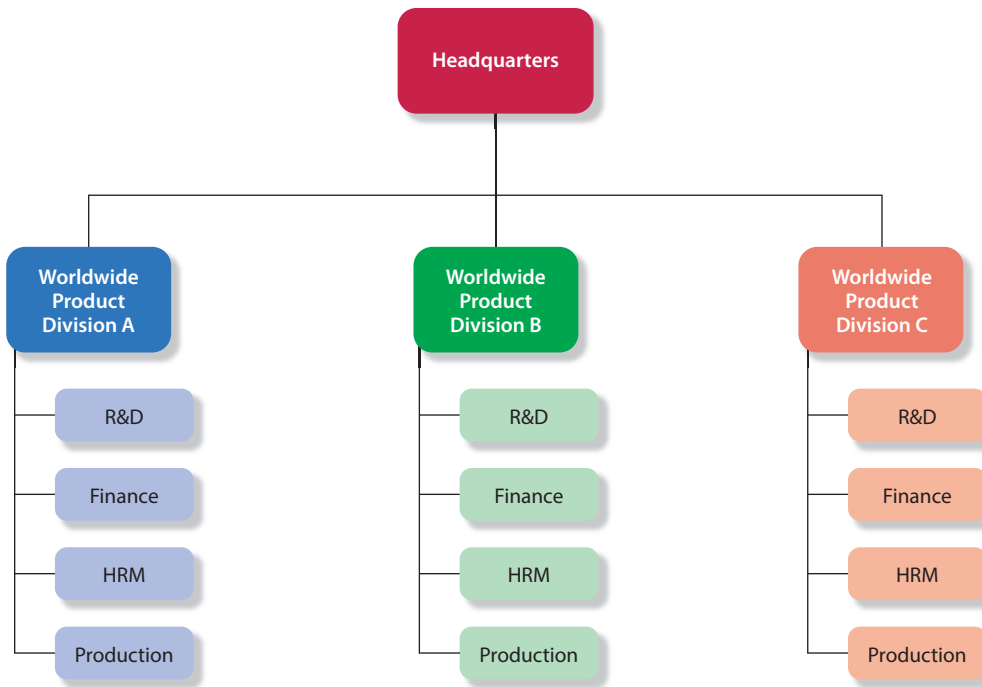 Headquarters
Worldwide
Product
Division A
R&D
Finance
HRM
Production
Worldwide
Product
Division B
R&D
Finance
HRM
Production
Worldwide
Product
Division C
R&D
Finance
HRM
Production